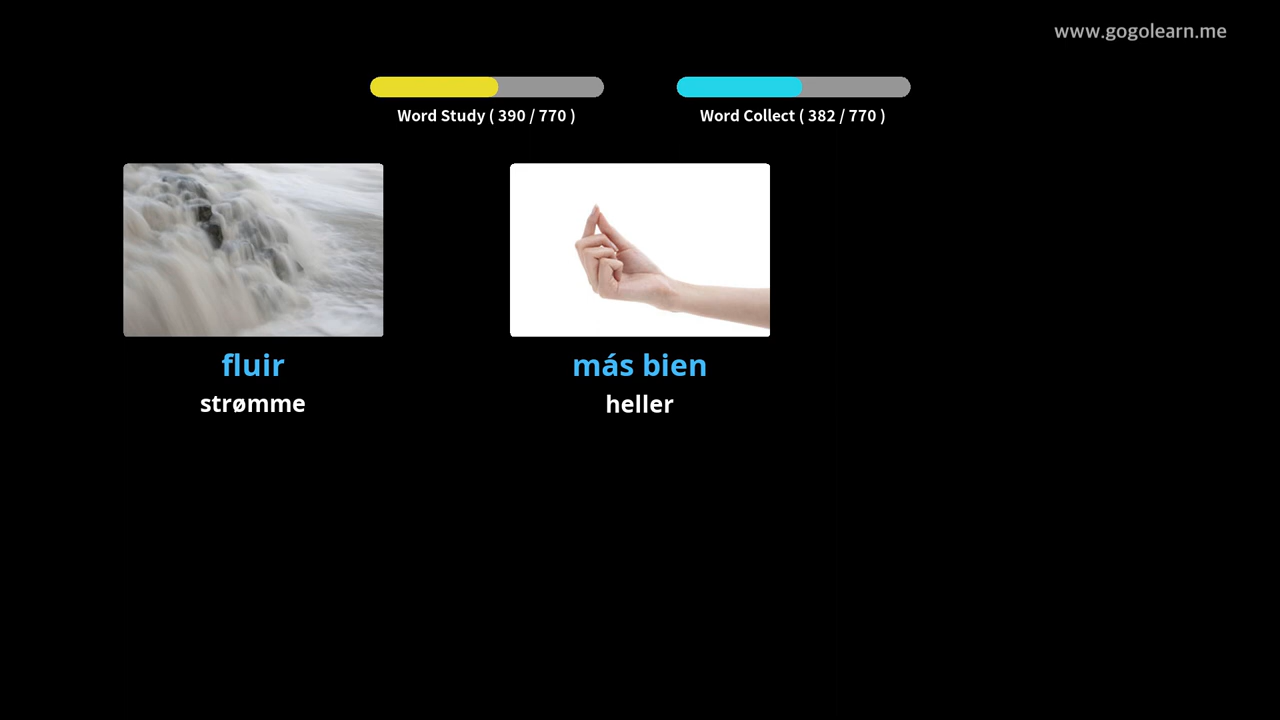 www.gogolearn.me
Word Study ( 390 / 770 )
Word Collect ( 382 / 770 )
fluir
strømme
más bien
heller